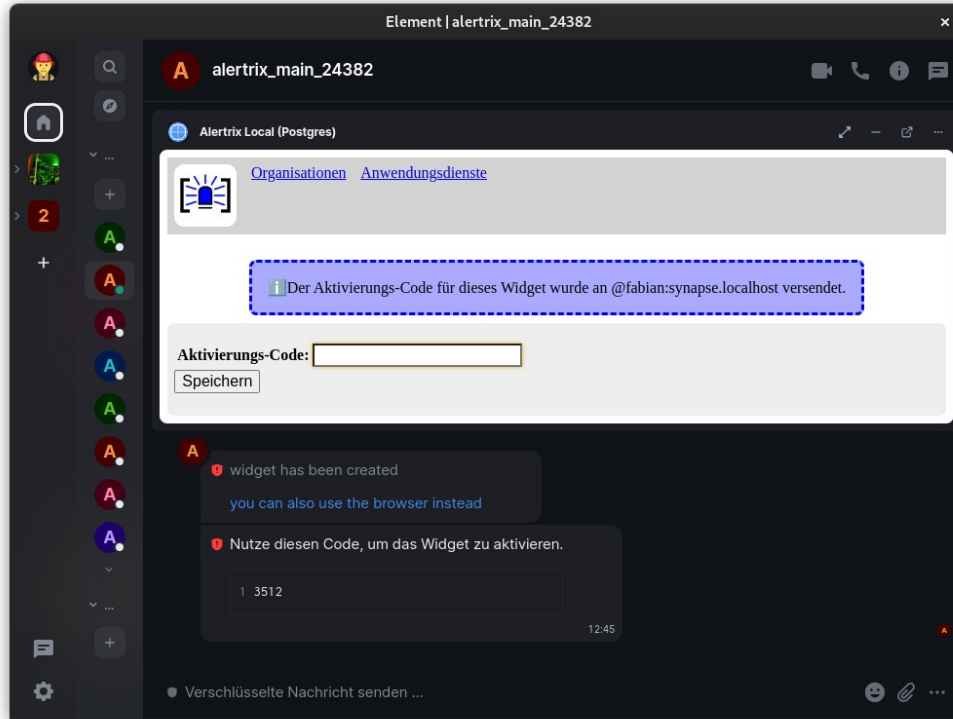 Element | alertrix_main_24382
A
alertrix_main_24382
Alertrix Local (Postgres)
Organisationen Anwendungsdienste
ℹ️Der Aktivierungs-Code für dieses Widget wurde an @fabian:synapse.localhost versendet.
Aktivierungs-Code:
Speichern
2
...
A
A
A
A
A
A
A
A
...
A
widget has been created
you can also use the browser instead
Nutze diesen Code, um das Widget zu aktivieren.
1 3512
12:45
A
Verschlüsselte Nachricht senden ...